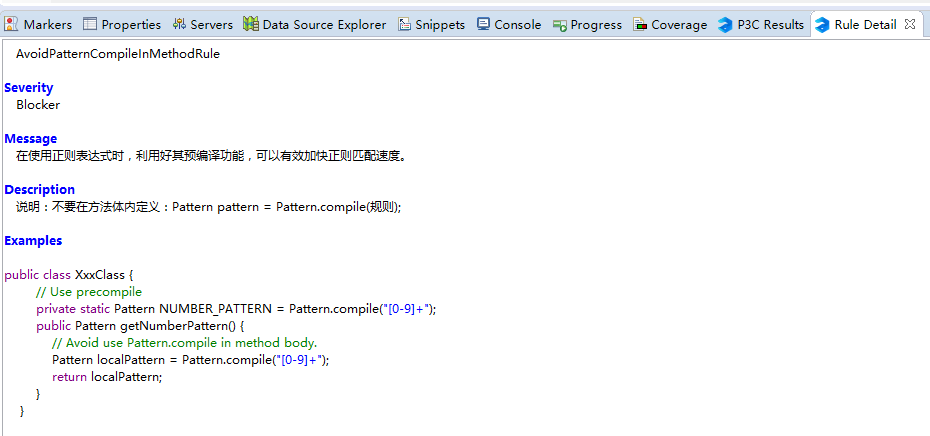 Markers Properties Servers Data Source Explorer Snippets Console Progress Coverage P3C Results Rule Detail
AvoidPatternCompileInMethodRule
Severity
Blocker
Message
在使用正则表达式时，利用好其预编译功能，可以有效加快正则匹配速度。
Description
说明：不要在方法体内定义：Pattern pattern = Pattern.compile(规则);
Examples
public class XxxClass {
// Use precompile
private static Pattern NUMBER_PATTERN = Pattern.compile("[0-9]+");
public Pattern getNumberPattern() {
// Avoid use Pattern.compile in method body.
Pattern localPattern = Pattern.compile("[0-9]+");
return localPattern;
}
}